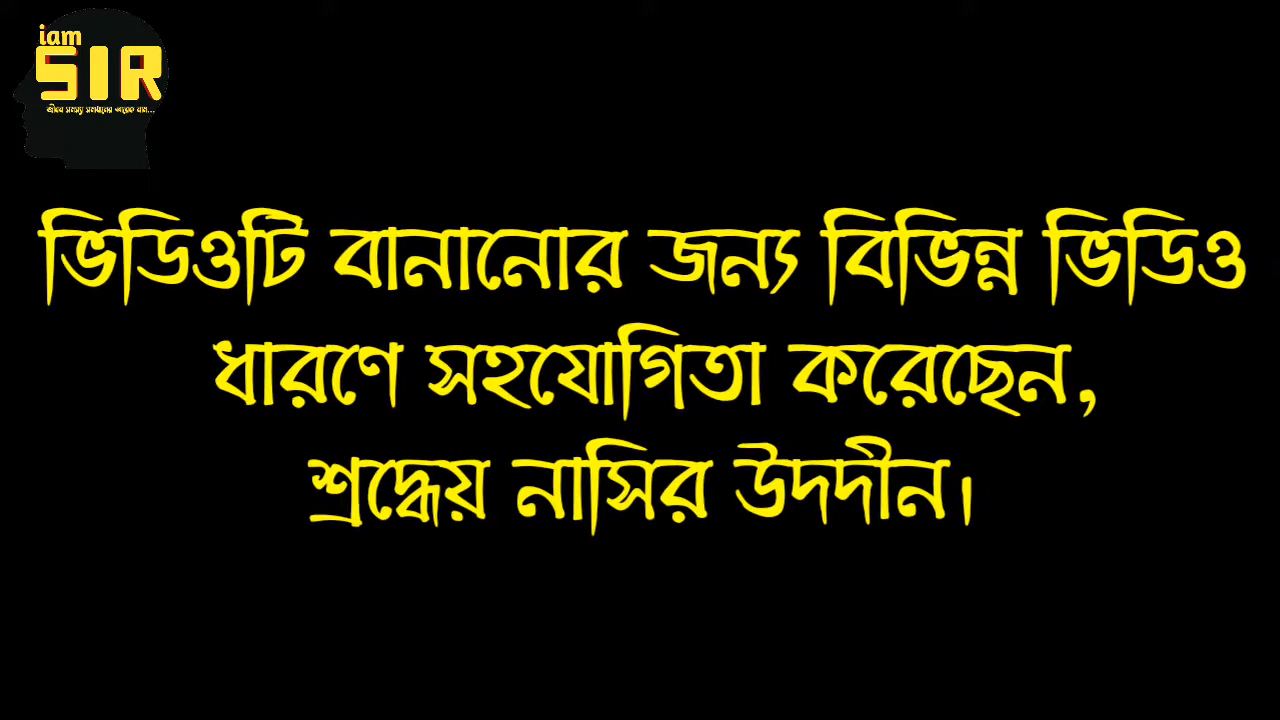 iam
SIR
ভিডিওটি বানানোর জন্য বিভিন্ন ভিডিও
ধারণে সহযোগিতা করেছেন,
শ্রদ্ধেয় নাসির উদদীন।